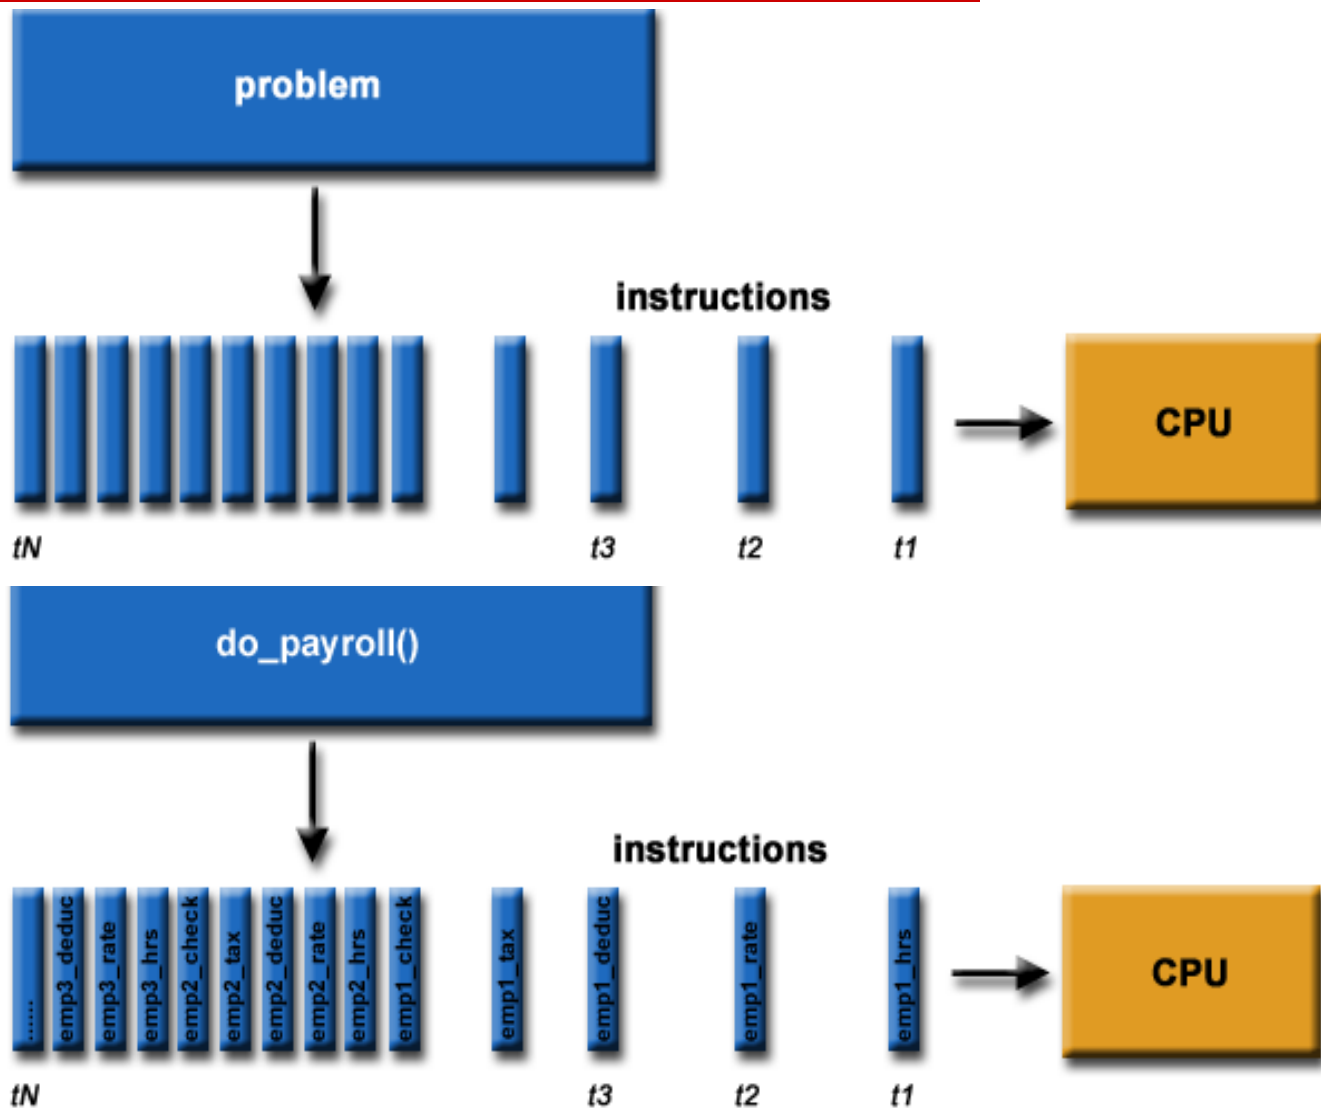 problem
instructions
CPU
tN
t3
t2
t1
do_payroll()
instructions
......
emp3_deduc
emp3_rate
emp3_hrs
emp2_check
emp2_tax
emp2_deduc
emp2_rate
emp2_hrs
emp1_check
emp1_tax
emp1_deduc
emp1_rate
emp1_hrs
CPU
tN
t3
t2
t1